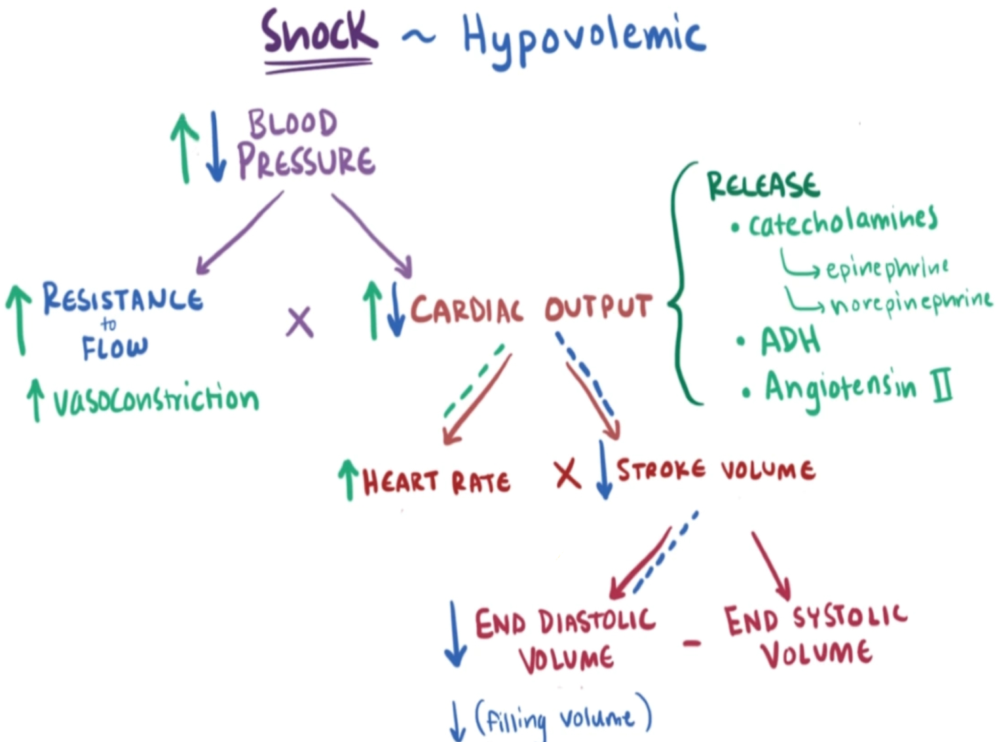 Shock ~ Hypovolemic
↑ ↓ BLOOD
PRESSURE
↑ RESISTANCE
to
FLOW
↑ vasoconstriction
×
↑ ↓ CARDIAC OUTPUT
RELEASE
• catecholamines
→ epinephrine
→ norepinephrine
• ADH
• Angiotensin II
↑ HEART RATE × ↓ STROKE VOLUME
↓ END DIASTOLIC
VOLUME
-
END SYSTOLIC
VOLUME
↓ (filling volume)